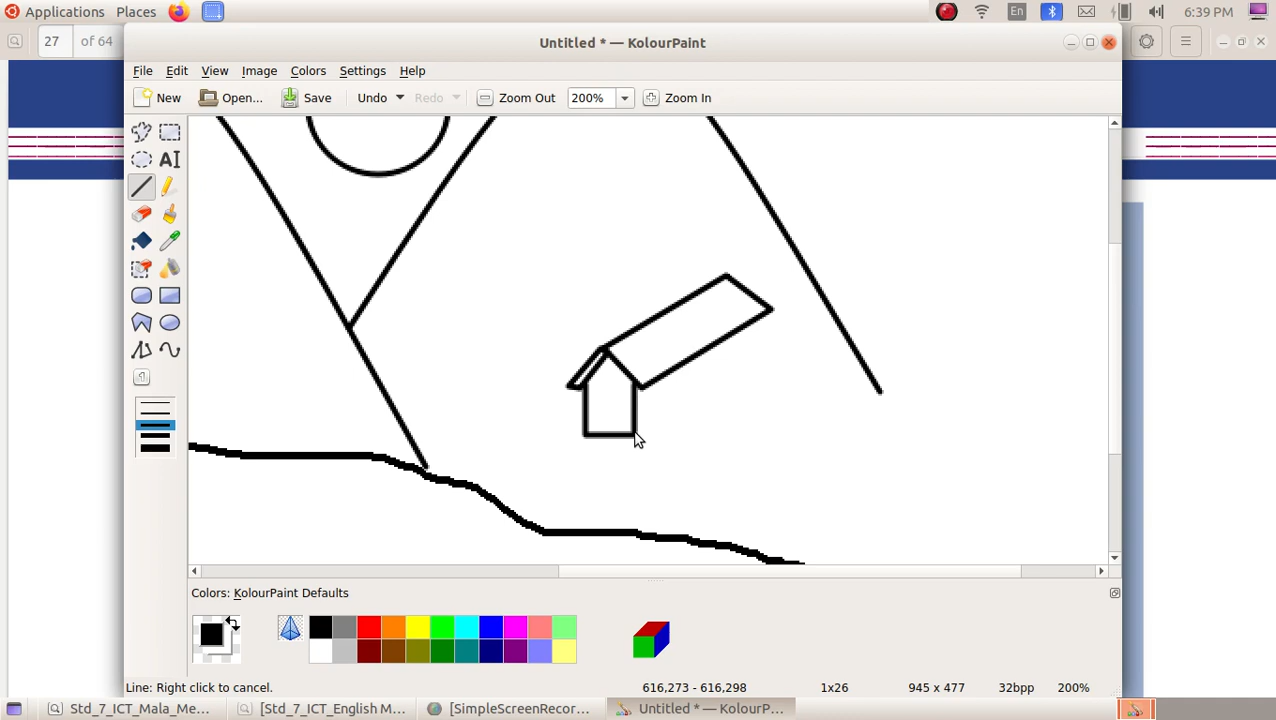 Applications Places En 6:39 PM
27 of 64
Untitled * — KolourPaint
File Edit View Image Colors Settings Help
New Open... Save Undo Redo Zoom Out 200% Zoom In
Colors: KolourPaint Defaults
Line: Right click to cancel. 616,273 - 616,298 1x26 945 x 477 32bpp 200%
Std_7_ICT_Mala_Me... [Std_7_ICT_English M... [SimpleScreenRecor... Untitled * — KolourP...